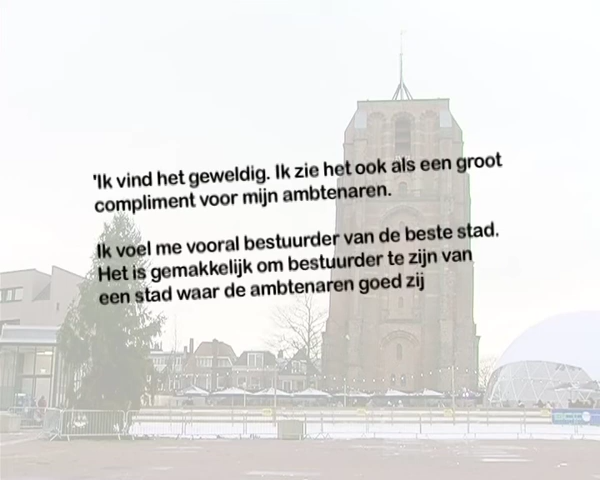 'Ik vind het geweldig. Ik zie het ook als een groot
compliment voor mijn ambtenaren.
Ik voel me vooral bestuurder van de beste stad.
Het is gemakkelijk om bestuurder te zijn van
een stad waar de ambtenaren goed zij